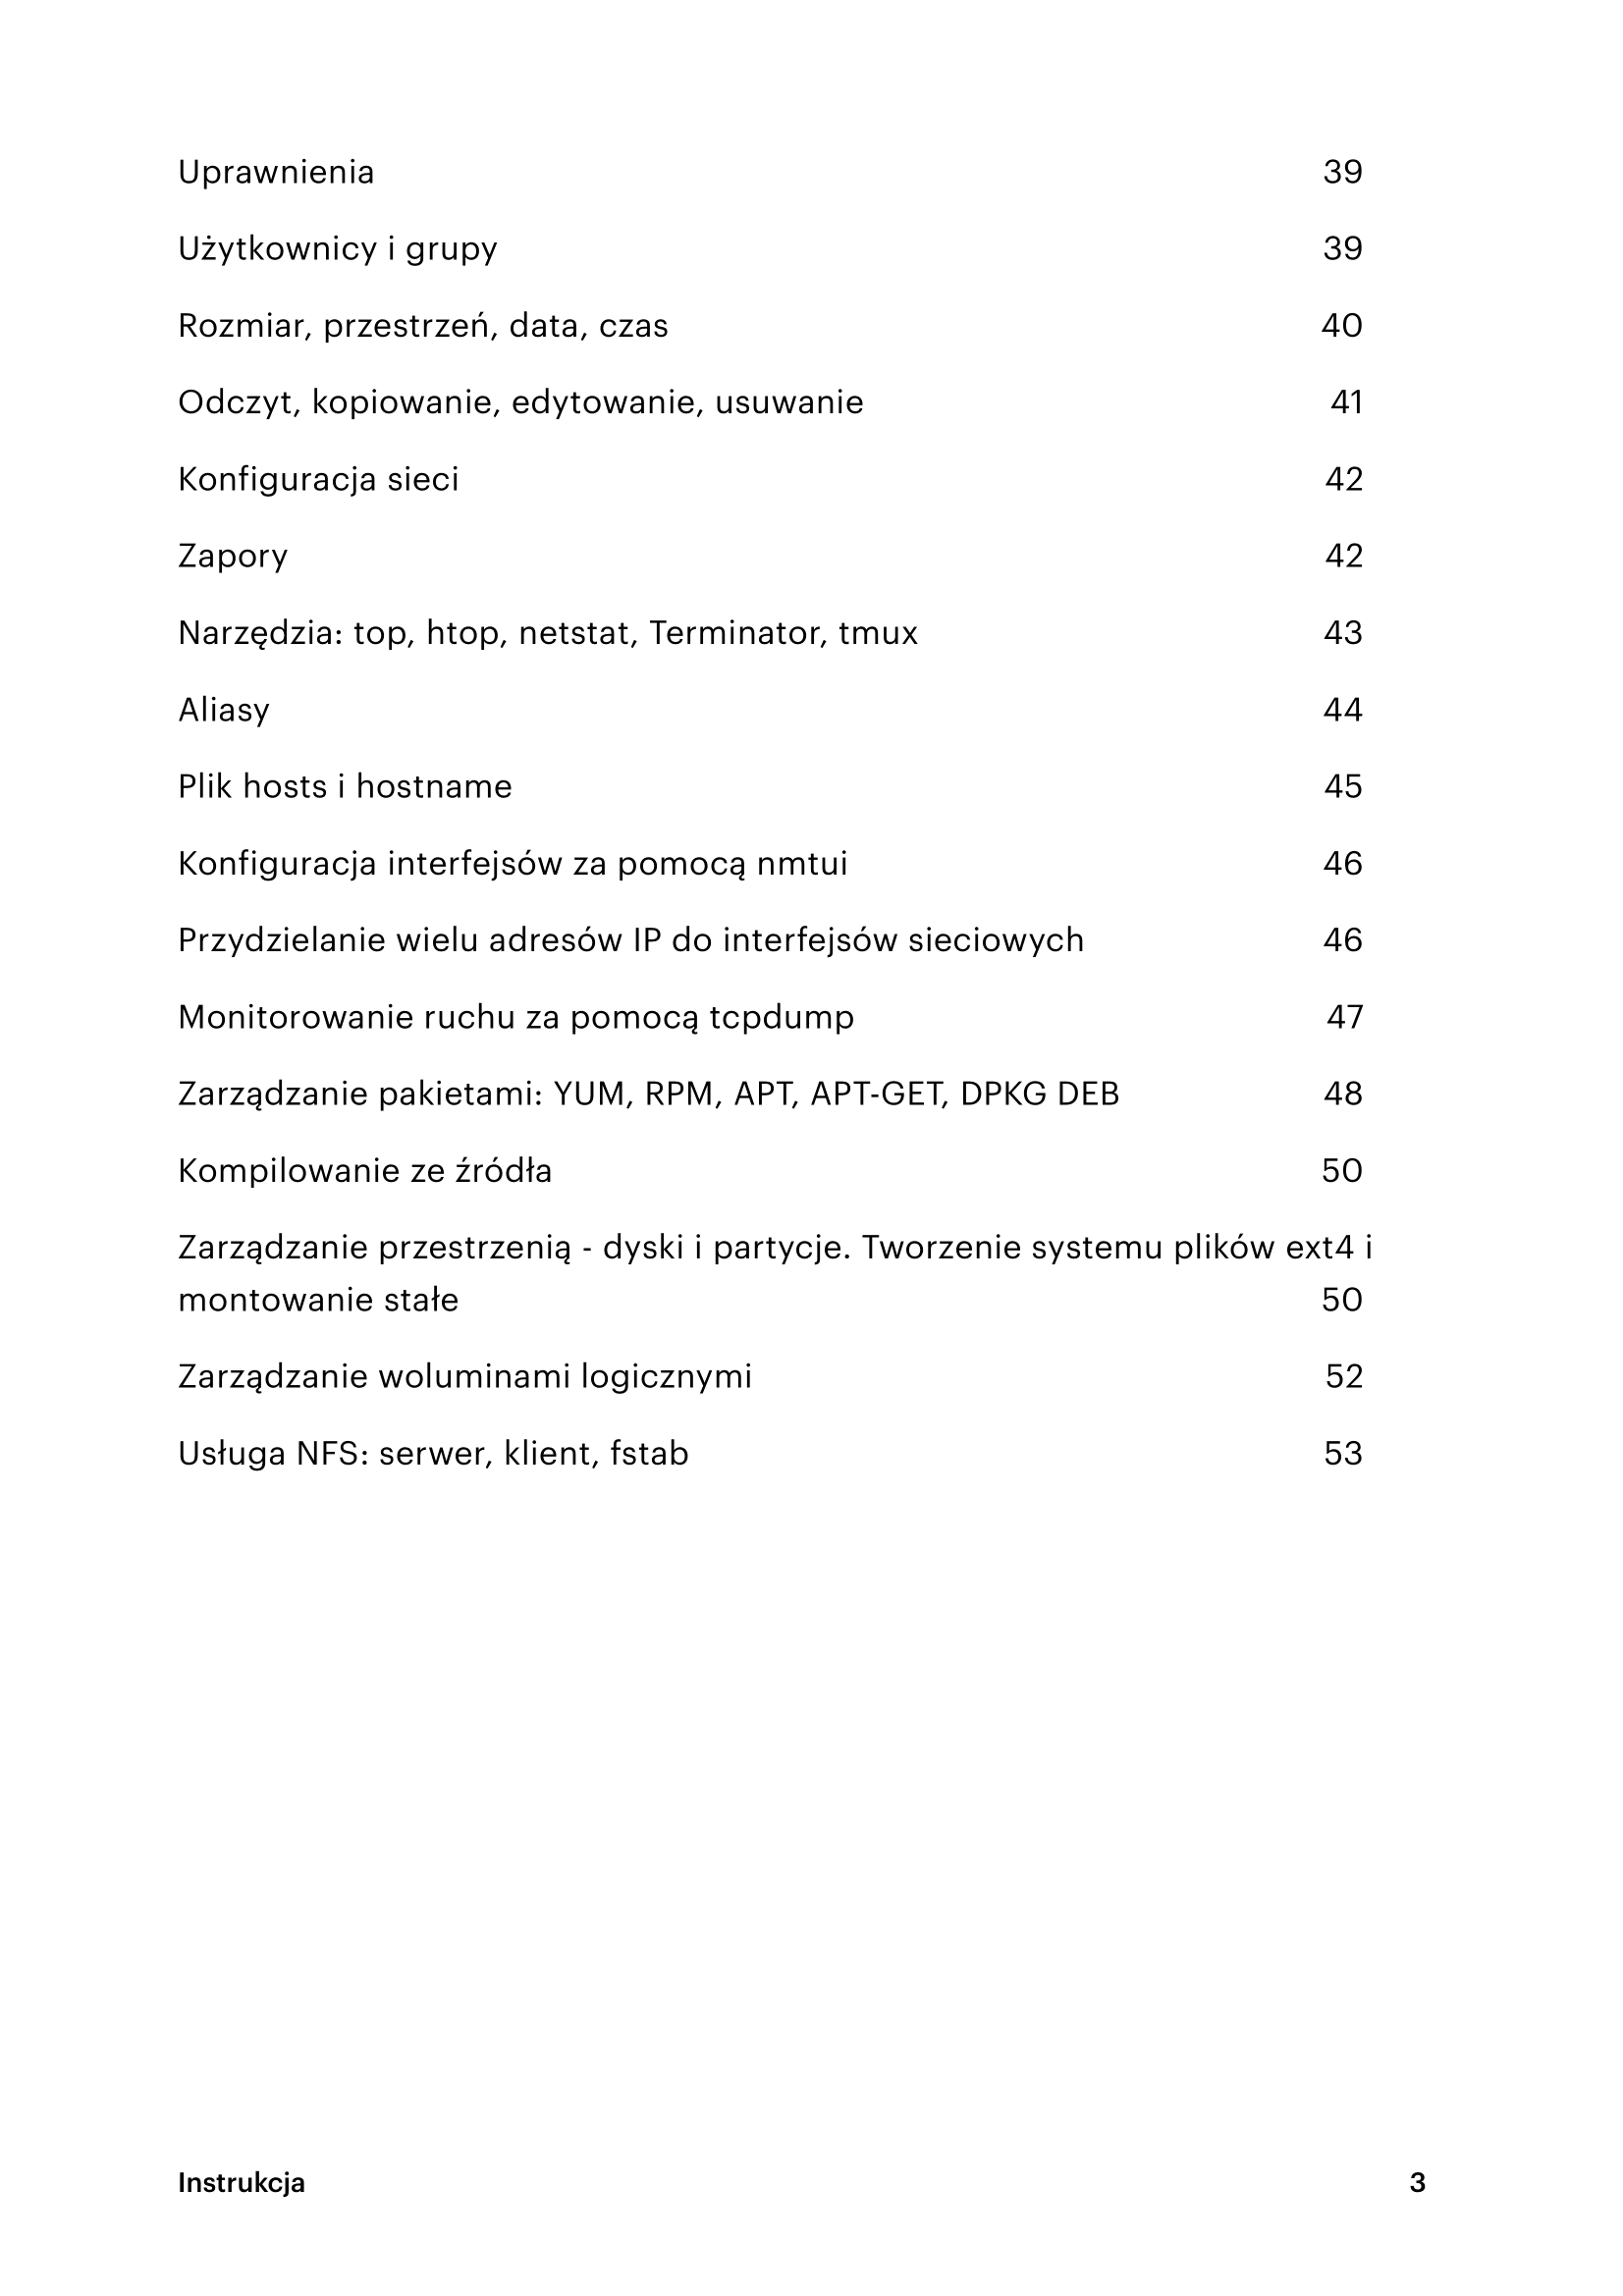 Uprawnienia 39
Użytkownicy i grupy 39
Rozmiar, przestrzeń, data, czas 40
Odczyt, kopiowanie, edytowanie, usuwanie 41
Konfiguracja sieci 42
Zapory 42
Narzędzia: top, htop, netstat, Terminator, tmux 43
Aliasy 44
Plik hosts i hostname 45
Konfiguracja interfejsów za pomocą nmtui 46
Przydzielanie wielu adresów IP do interfejsów sieciowych 46
Monitorowanie ruchu za pomocą tcpdump 47
Zarządzanie pakietami: YUM, RPM, APT, APT-GET, DPKG DEB 48
Kompilowanie ze źródła 50
Zarządzanie przestrzenią - dyski i partycje. Tworzenie systemu plików ext4 i
montowanie stałe 50
Zarządzanie woluminami logicznymi 52
Usługa NFS: serwer, klient, fstab 53
Instrukcja 3